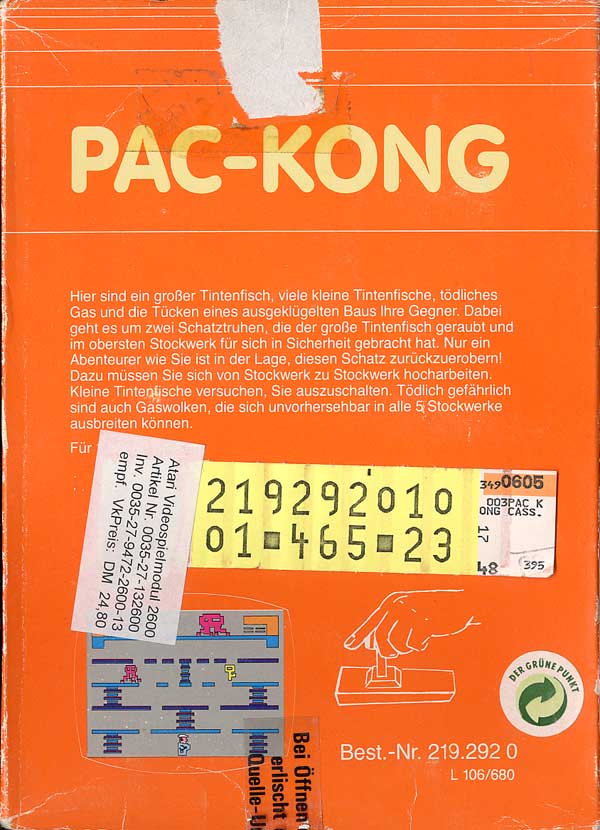 PAC-KONG
Hier sind ein großer Tintenfisch, viele kleine Tintenfische, tödliches
Gas und die Tücken eines ausgeklügelten Baus Ihre Gegner. Dabei
geht es um zwei Schatztruhen, die der große Tintenfisch geraubt und
im obersten Stockwerk für sich in Sicherheit gebracht hat. Nur ein
Abenteurer wie Sie ist in der Lage, diesen Schatz zurückzuerobern!
Dazu müssen Sie sich von Stockwerk zu Stockwerk hocharbeiten.
Kleine Tintenfische versuchen, Sie auszuschalten. Tödlich gefährlich
sind auch Gaswolken, die sich unvorhersehbar in alle 5 Stockwerke
ausbreiten können.
Für
Atari Videospielmodul 2600
Artikel Nr. 0035-27-132600
Inv. 0035-27-9472-2600-13
empf. VkPreis: DM 24,80
219292010
01 465 23
349 0605
003PAC K
ONG CASS.
17
48 395
DER GRÜNE PUNKT
Bei Öffnen
erlischt
Quelle-
Best.-Nr. 219.292 0
L 106/680